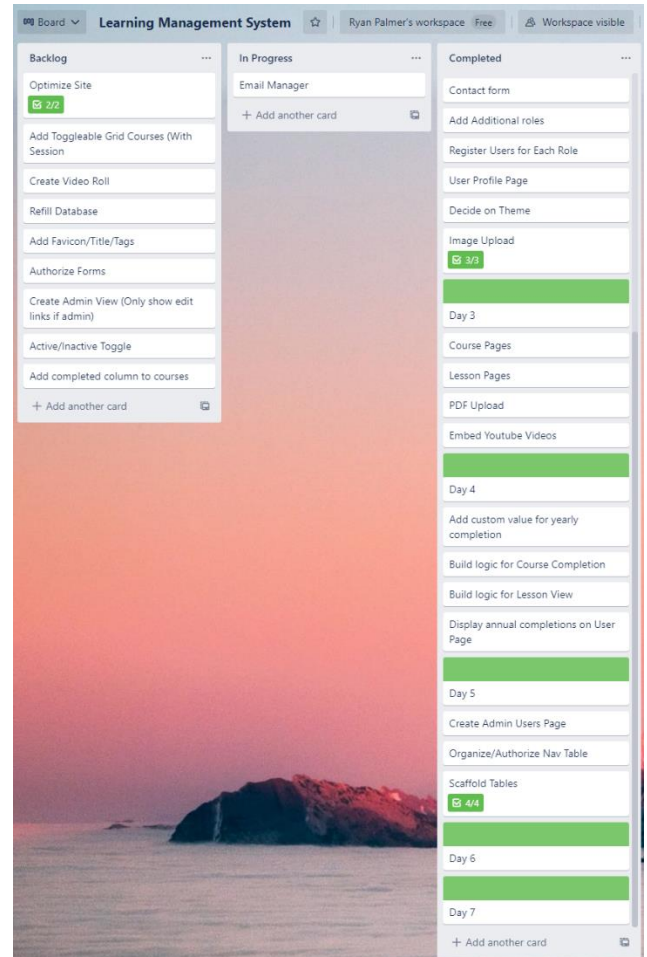 Board
Learning Management System
Ryan Palmer's workspace Free
Workspace visible
Backlog
Optimize Site
2/2
Add Toggleable Grid Courses (With
Session
Create Video Roll
Refill Database
Add Favicon/Title/Tags
Authorize Forms
Create Admin View (Only show edit
links if admin)
Active/Inactive Toggle
Add completed column to courses
+ Add another card
In Progress
Email Manager
+ Add another card
Completed
Contact form
Add Additional roles
Register Users for Each Role
User Profile Page
Decide on Theme
Image Upload
3/3
Day 3
Course Pages
Lesson Pages
PDF Upload
Embed Youtube Videos
Day 4
Add custom value for yearly
completion
Build logic for Course Completion
Build logic for Lesson View
Display annual completions on User
Page
Day 5
Create Admin Users Page
Organize/Authorize Nav Table
Scaffold Tables
4/4
Day 6
Day 7
+ Add another card